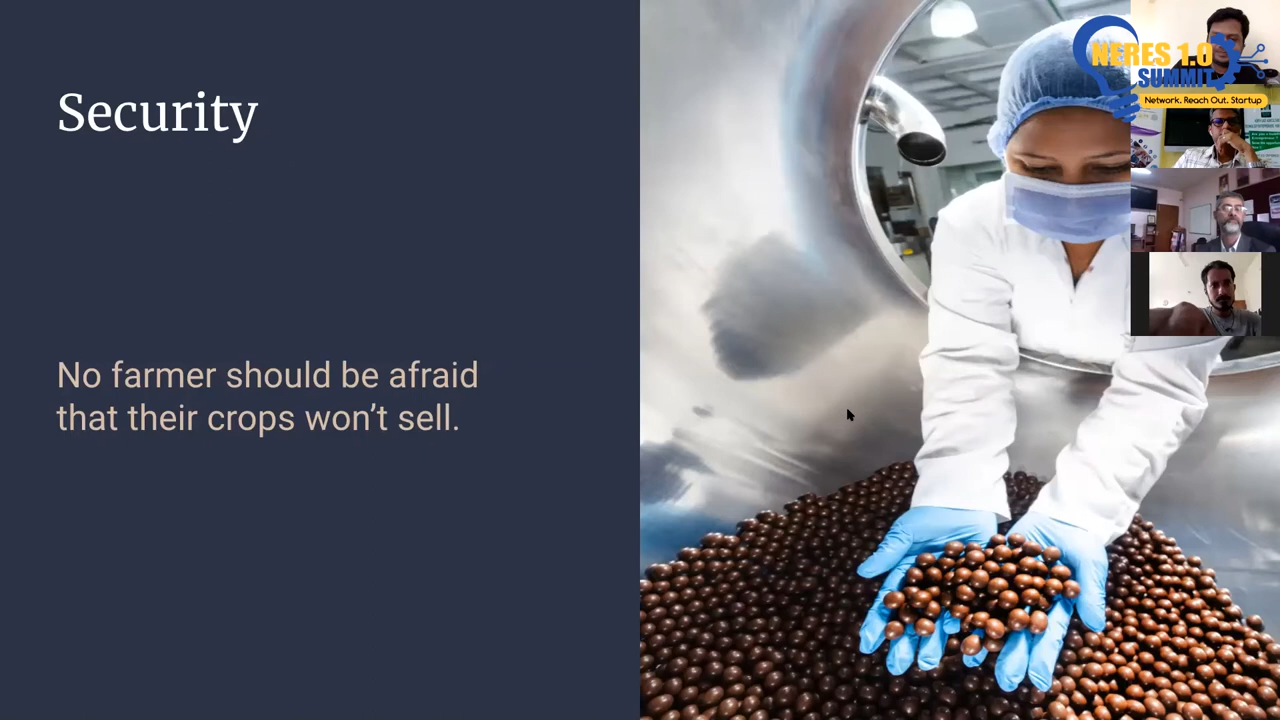 Security
No farmer should be afraid
that their crops won’t sell.
NERES 1.0
SUMMIT
Network. Reach Out. Startup